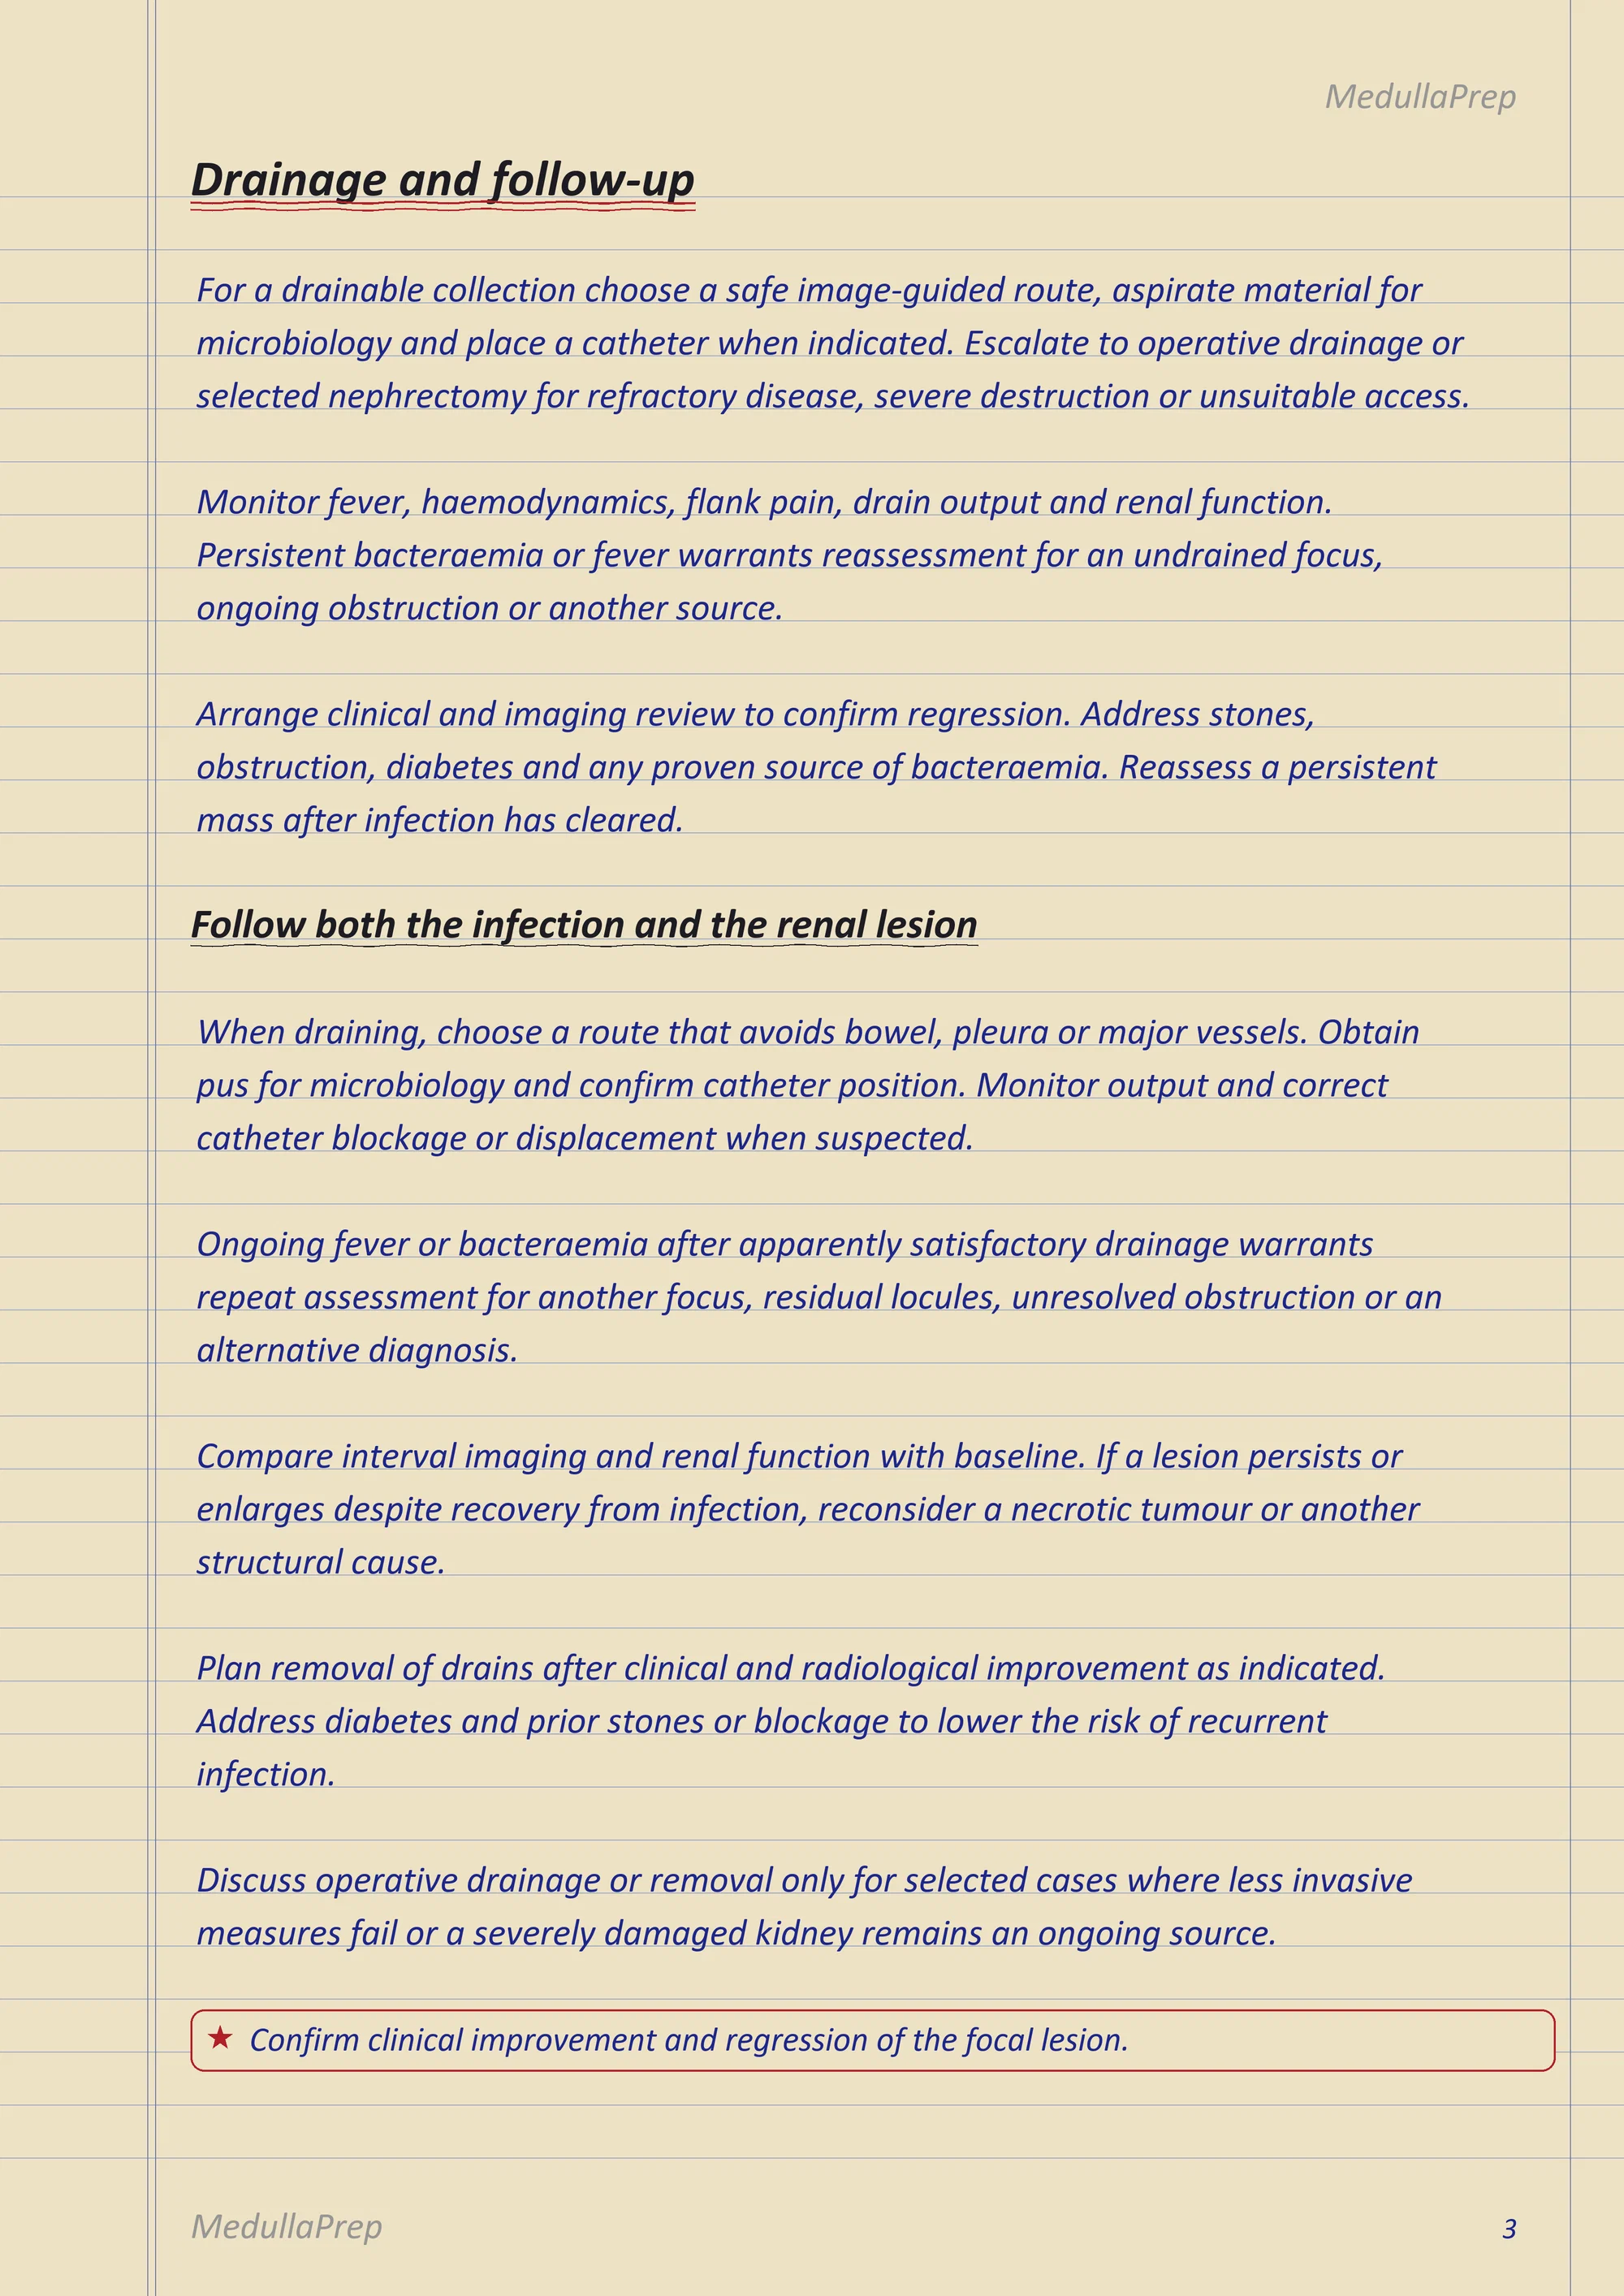 MedullaPrep
Drainage and follow-up
For a drainable collection choose a safe image-guided route, aspirate material for
microbiology and place a catheter when indicated. Escalate to operative drainage or
selected nephrectomy for refractory disease, severe destruction or unsuitable access.
Monitor fever, haemodynamics, flank pain, drain output and renal function.
Persistent bacteraemia or fever warrants reassessment for an undrained focus,
ongoing obstruction or another source.
Arrange clinical and imaging review to confirm regression. Address stones,
obstruction, diabetes and any proven source of bacteraemia. Reassess a persistent
mass after infection has cleared.
Follow both the infection and the renal lesion
When draining, choose a route that avoids bowel, pleura or major vessels. Obtain
pus for microbiology and confirm catheter position. Monitor output and correct
catheter blockage or displacement when suspected.
Ongoing fever or bacteraemia after apparently satisfactory drainage warrants
repeat assessment for another focus, residual locules, unresolved obstruction or an
alternative diagnosis.
Compare interval imaging and renal function with baseline. If a lesion persists or
enlarges despite recovery from infection, reconsider a necrotic tumour or another
structural cause.
Plan removal of drains after clinical and radiological improvement as indicated.
Address diabetes and prior stones or blockage to lower the risk of recurrent
infection.
Discuss operative drainage or removal only for selected cases where less invasive
measures fail or a severely damaged kidney remains an ongoing source.
★ Confirm clinical improvement and regression of the focal lesion.
MedullaPrep
3